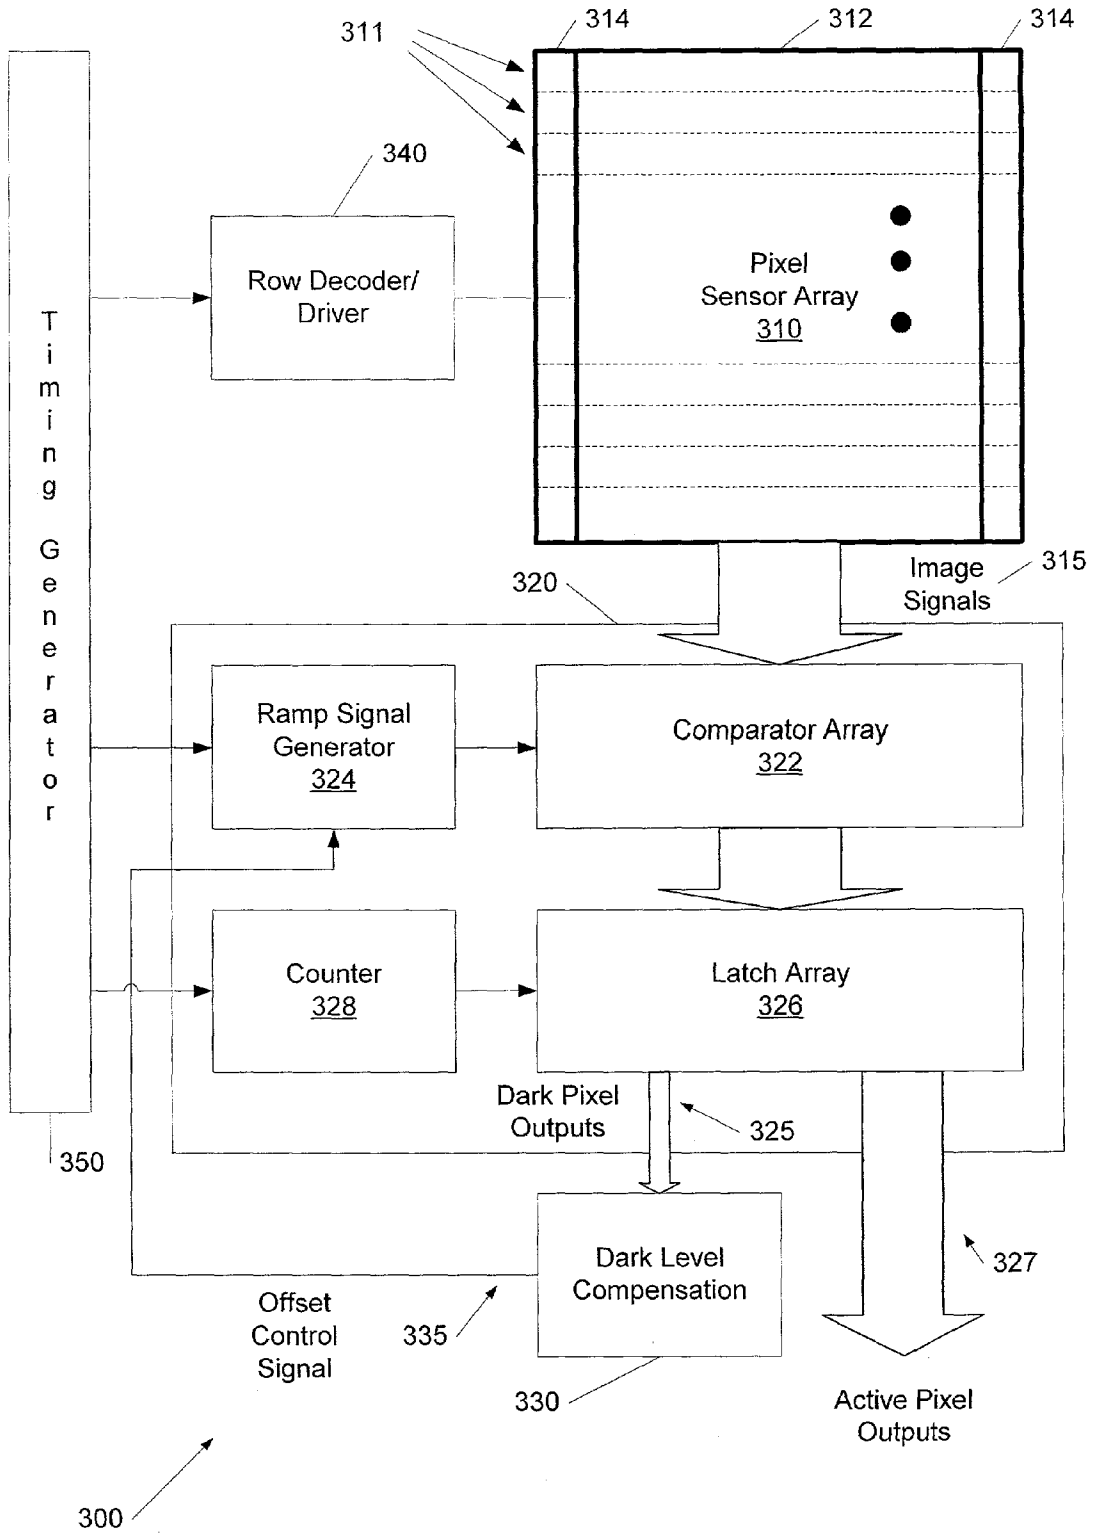 314
312
314
311
340
Row Decoder/
Driver
Pixel
Sensor Array
310
Timing Generator
Image
Signals
315
320
Ramp Signal
Generator
324
Comparator Array
322
Counter
328
Latch Array
326
Dark Pixel
Outputs
325
350
Dark Level
Compensation
327
Offset
Control
Signal
335
330
Active Pixel
Outputs
300